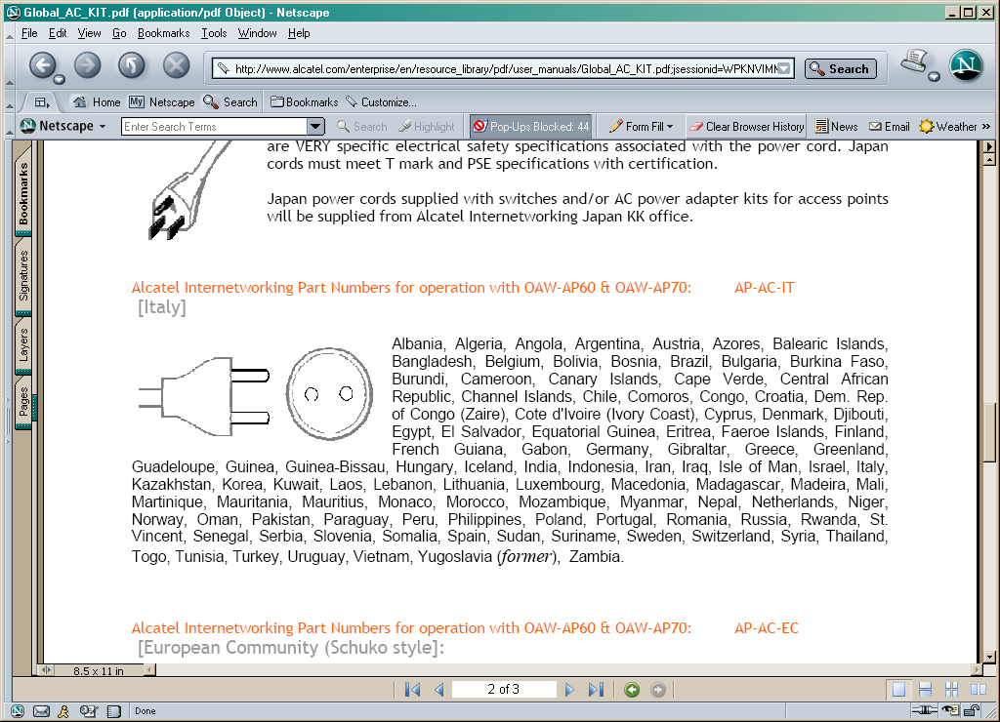 Global_AC_KIT.pdf (application/pdf Object) - Netscape
File Edit View Go Bookmarks Tools Window Help
http://www.alcatel.com/enterprise/en/resource_library/pdf/user_manuals/Global_AC_KIT.pdf;jsessionid=WPKNVIMN Search N
Home My Netscape Search Bookmarks Customize...
N Netscape Enter Search Terms Search Highlight Pop-Ups Blocked: 44 Form Fill Clear Browser History News Email Weather »
Bookmarks
Signatures
Layers
Pages
are VERY specific electrical safety specifications associated with the power cord. Japan
cords must meet T mark and PSE specifications with certification.
Japan power cords supplied with switches and/or AC power adapter kits for access points
will be supplied from Alcatel Internetworking Japan KK office.
Alcatel Internetworking Part Numbers for operation with OAW-AP60 & OAW-AP70: AP-AC-IT
[Italy]
Albania, Algeria, Angola, Argentina, Austria, Azores, Balearic Islands,
Bangladesh, Belgium, Bolivia, Bosnia, Brazil, Bulgaria, Burkina Faso,
Burundi, Cameroon, Canary Islands, Cape Verde, Central African
Republic, Channel Islands, Chile, Comoros, Congo, Croatia, Dem. Rep.
of Congo (Zaire), Cote d'Ivoire (Ivory Coast), Cyprus, Denmark, Djibouti,
Egypt, El Salvador, Equatorial Guinea, Eritrea, Faeroe Islands, Finland,
French Guiana, Gabon, Germany, Gibraltar, Greece, Greenland,
Guadeloupe, Guinea, Guinea-Bissau, Hungary, Iceland, India, Indonesia, Iran, Iraq, Isle of Man, Israel, Italy,
Kazakhstan, Korea, Kuwait, Laos, Lebanon, Lithuania, Luxembourg, Macedonia, Madagascar, Madeira, Mali,
Martinique, Mauritania, Mauritius, Monaco, Morocco, Mozambique, Myanmar, Nepal, Netherlands, Niger,
Norway, Oman, Pakistan, Paraguay, Peru, Philippines, Poland, Portugal, Romania, Russia, Rwanda, St.
Vincent, Senegal, Serbia, Slovenia, Somalia, Spain, Sudan, Suriname, Sweden, Switzerland, Syria, Thailand,
Togo, Tunisia, Turkey, Uruguay, Vietnam, Yugoslavia (former), Zambia.
Alcatel Internetworking Part Numbers for operation with OAW-AP60 & OAW-AP70: AP-AC-EC
[European Community (Schuko style]:
8.5 x 11 in
2 of 3
Done